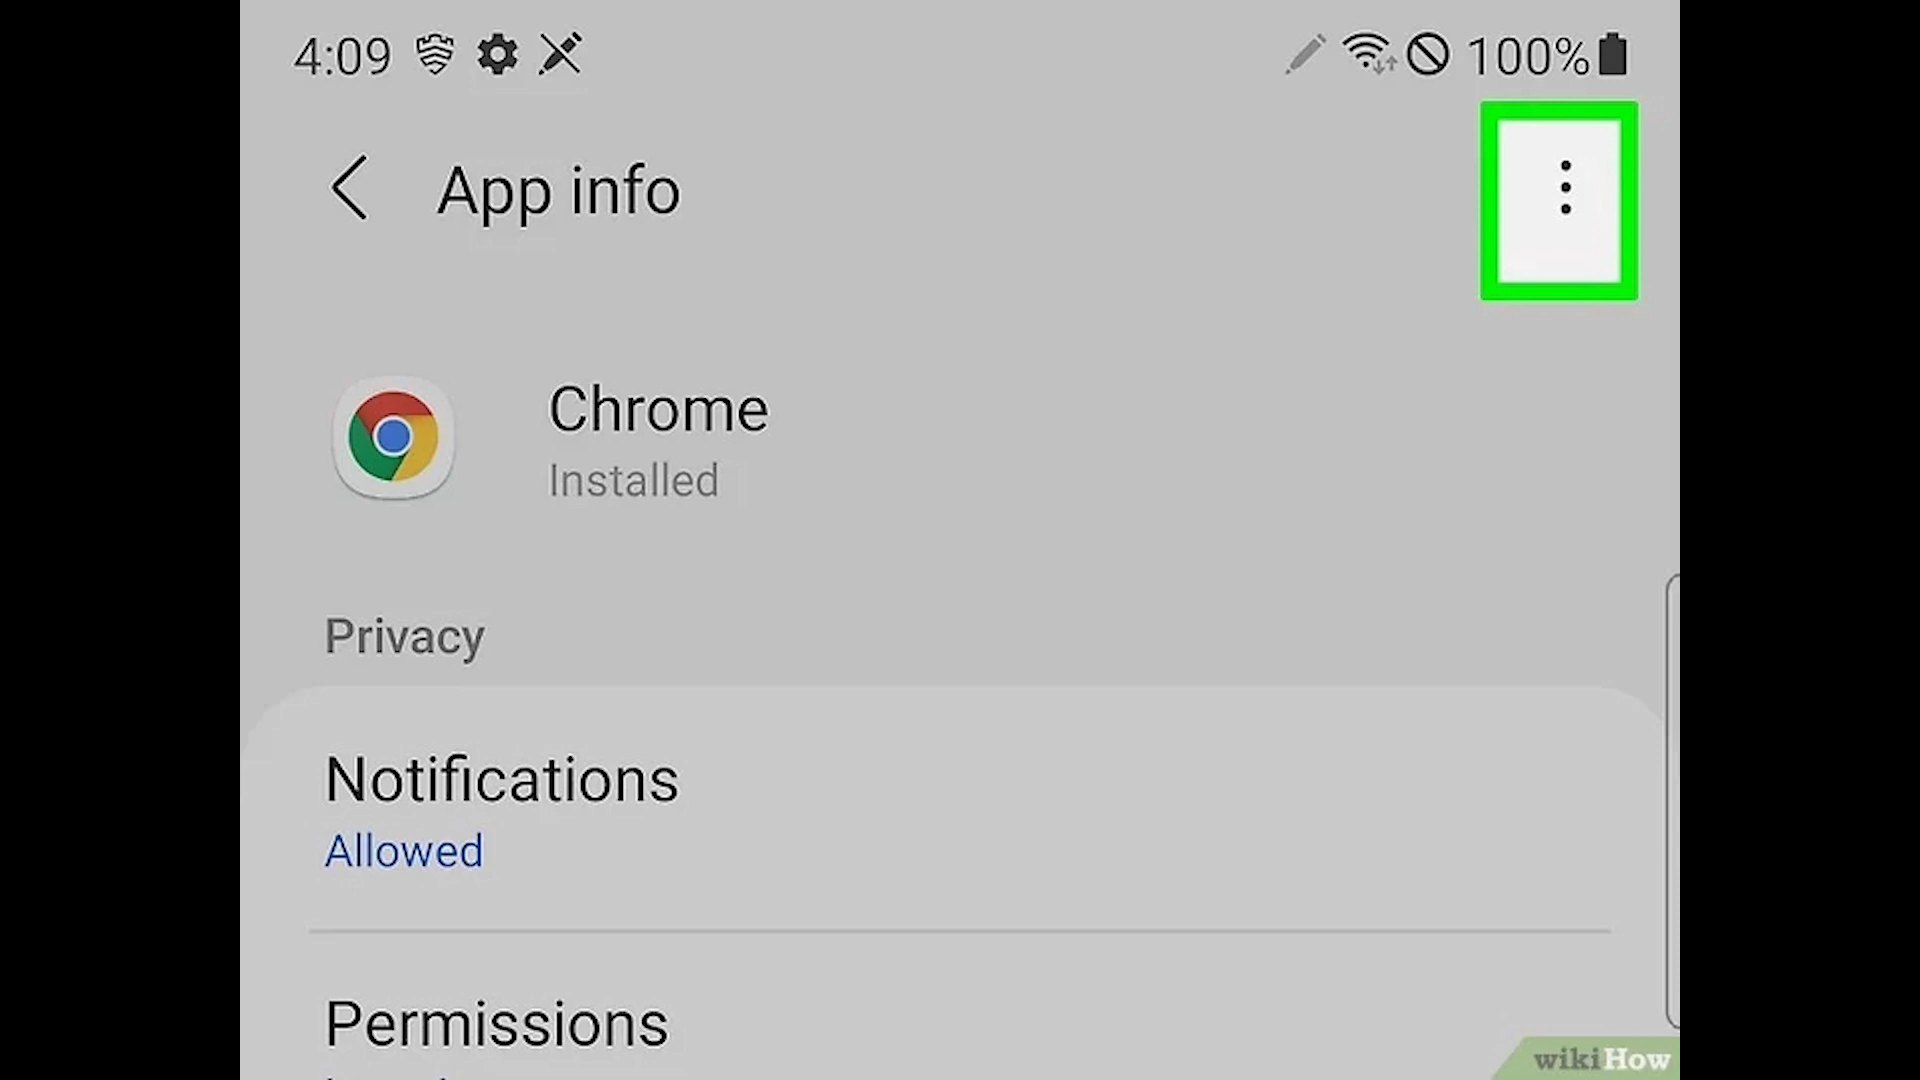 4:09 100%
App info
Chrome
Installed
Privacy
Notifications
Allowed
Permissions
wikiHow